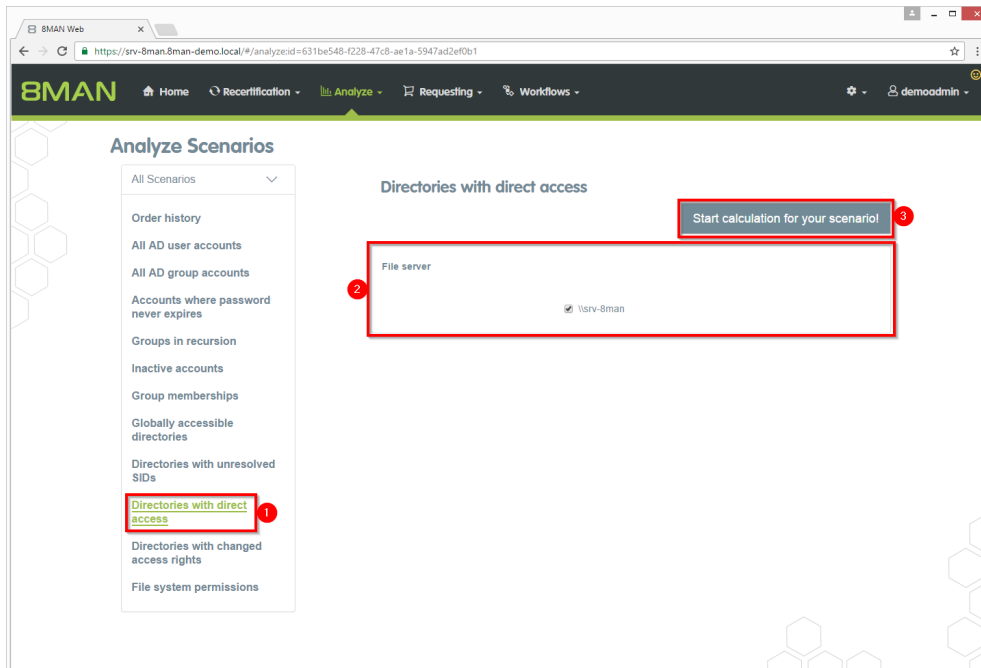 8MAN Web
https://srv-8man.8man-demo.local/#/analyze:id=631be548-f228-47c8-ae1a-5947ad2ef0b1
8MAN Home Recertification Analyze Requesting Workflows demoadmin
Analyze Scenarios
All Scenarios
Directories with direct access
Start calculation for your scenario! 3
Order history
All AD user accounts
All AD group accounts
Accounts where password
never expires
Groups in recursion
Inactive accounts
Group memberships
Globally accessible
directories
Directories with unresolved
SIDs
Directories with direct
access
1
Directories with changed
access rights
File system permissions
File server
2
\\srv-8man